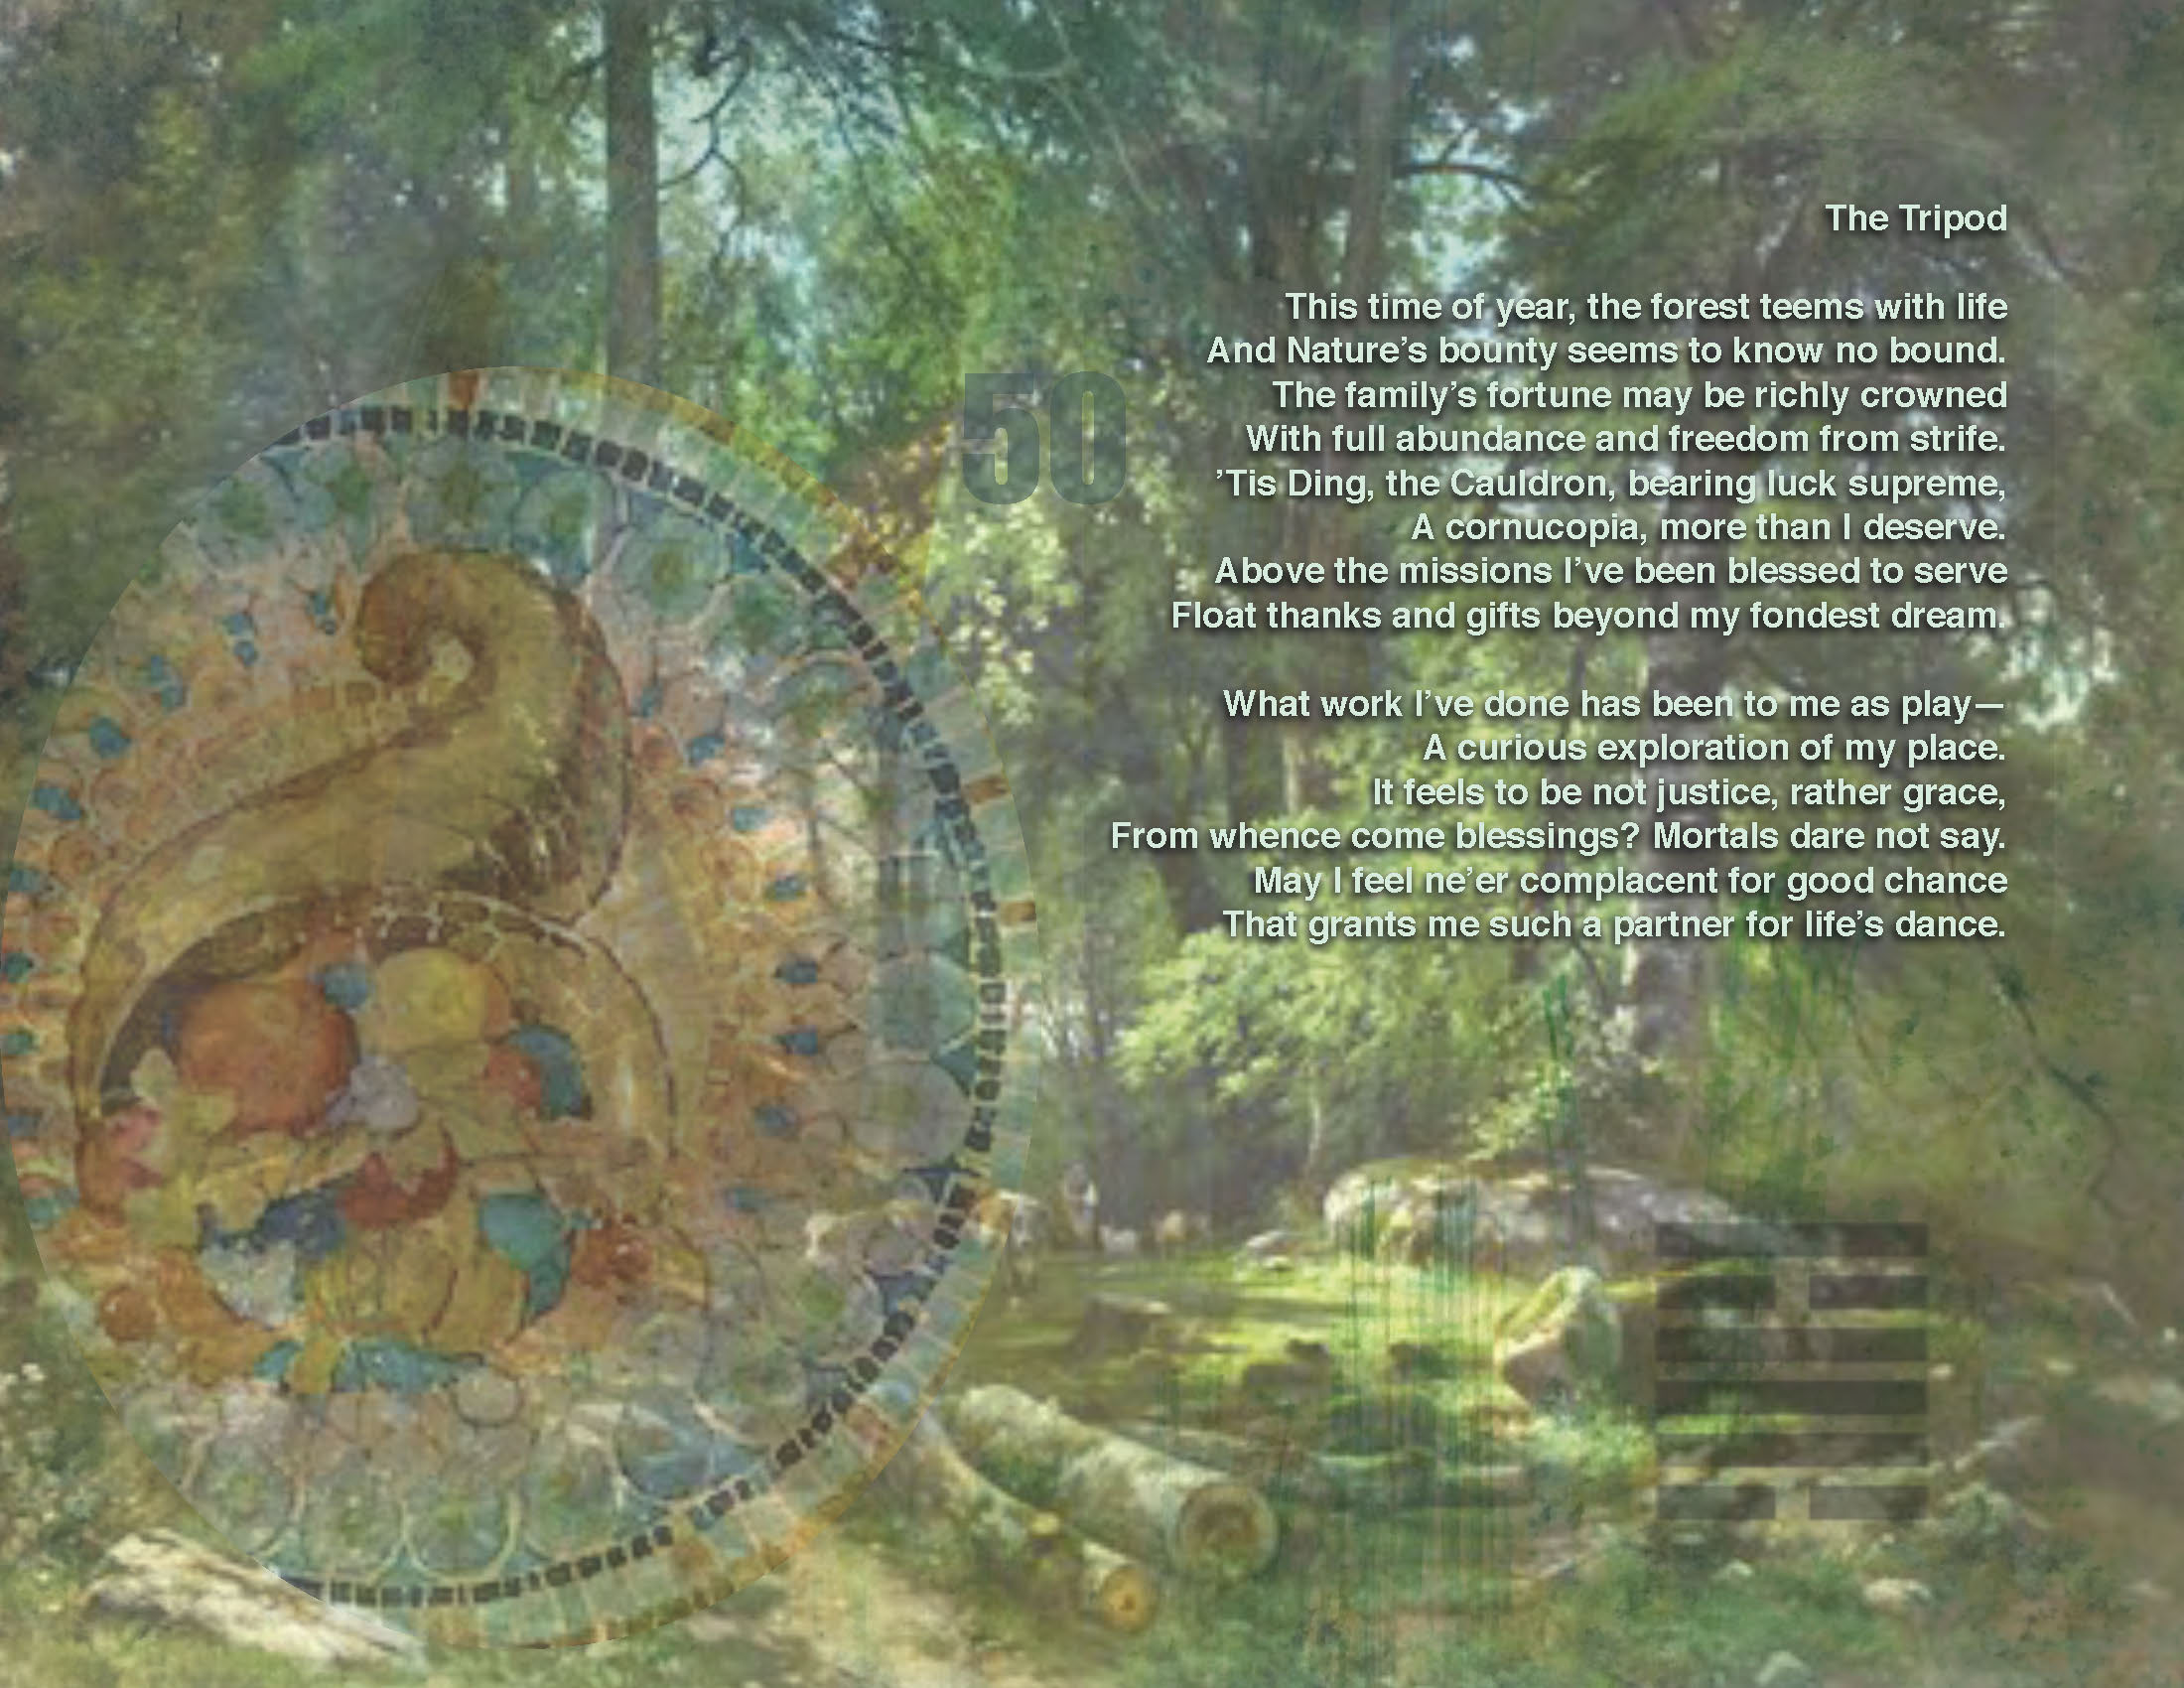 The Tripod
This time of year, the forest teems with life
And Nature’s bounty seems to know no bound.
The family’s fortune may be richly crowned
With full abundance and freedom from strife.
’Tis Ding, the Cauldron, bearing luck supreme,
A cornucopia, more than I deserve.
Above the missions I’ve been blessed to serve
Float thanks and gifts beyond my fondest dream.
What work I’ve done has been to me as play—
A curious exploration of my place.
It feels to be not justice, rather grace,
From whence come blessings? Mortals dare not say.
May I feel ne’er complacent for good chance
That grants me such a partner for life’s dance.
50